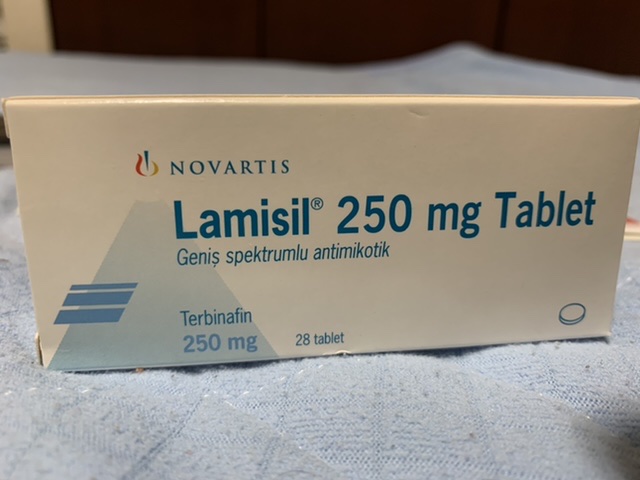 NOVARTIS
Lamisil® 250 mg Tablet
Geniş spektrumlu antimikotik
Terbinafin
250 mg
28 tablet